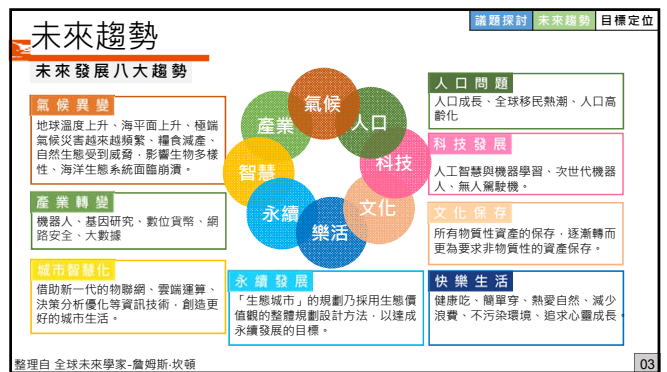 議題探討 未來趨勢 目標定位
未來趨勢
未來發展八大趨勢
氣候異變
地球溫度上升、海平面上升、極端
氣候災害越來越頻繁、糧食減產、
自然生態受到威脅，影響生物多樣
性、海洋生態系統面臨崩潰。
產業轉變
機器人、基因研究、數位貨幣、網
路安全、大數據
城市智慧化
借助新一代的物聯網、雲端運算、
決策分析優化等資訊技術，創造更
好的城市生活。
氣候
人口
科技
文化
樂活
永續
智慧
產業
永續發展
「生態城市」的規劃乃採用生態價
值觀的整體規劃設計方法，以達成
永續發展的目標。
人口問題
人口成長、全球移民熱潮、人口高
齡化
科技發展
人工智慧與機器學習、次世代機器
人、無人駕駛機。
文化保存
所有物質性資產的保存，逐漸轉而
更為要求非物質性的資產保存。
快樂生活
健康吃、簡單穿、熱愛自然、減少
浪費、不污染環境、追求心靈成長。
整理自 全球未來學家-詹姆斯·坎頓
03